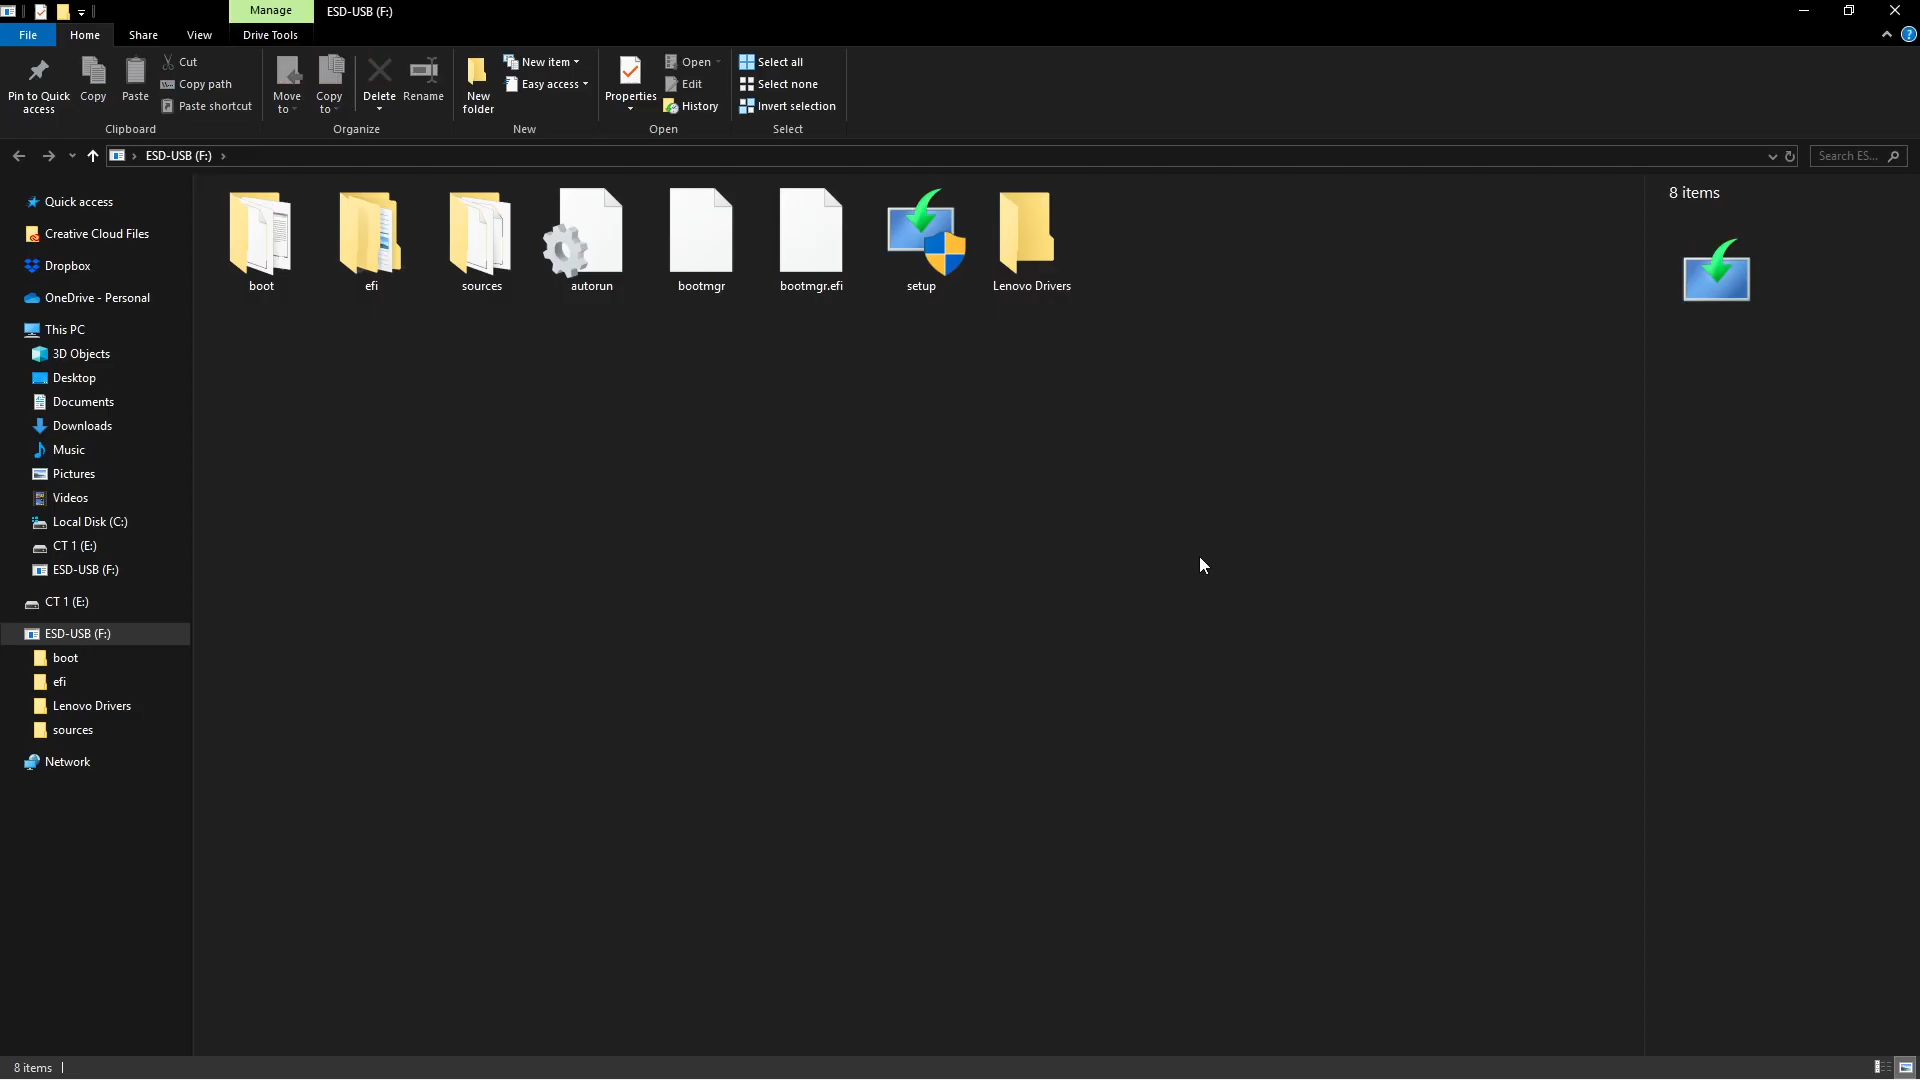 Manage
ESD-USB (F:)
File
Home
Share
View
Drive Tools
Pin to Quick
access
Copy
Paste
Cut
Copy path
Paste shortcut
Clipboard
Move
to
Copy
to
Delete
Rename
Organize
New
folder
New item
Easy access
New
Properties
Open
Edit
History
Open
Select all
Select none
Invert selection
Select
ESD-USB (F:)
Search ES...
Quick access
Creative Cloud Files
Dropbox
OneDrive - Personal
This PC
3D Objects
Desktop
Documents
Downloads
Music
Pictures
Videos
Local Disk (C:)
CT 1 (E:)
ESD-USB (F:)
CT 1 (E:)
ESD-USB (F:)
boot
efi
Lenovo Drivers
sources
Network
boot
efi
sources
autorun
bootmgr
bootmgr.efi
setup
Lenovo Drivers
8 items
8 items